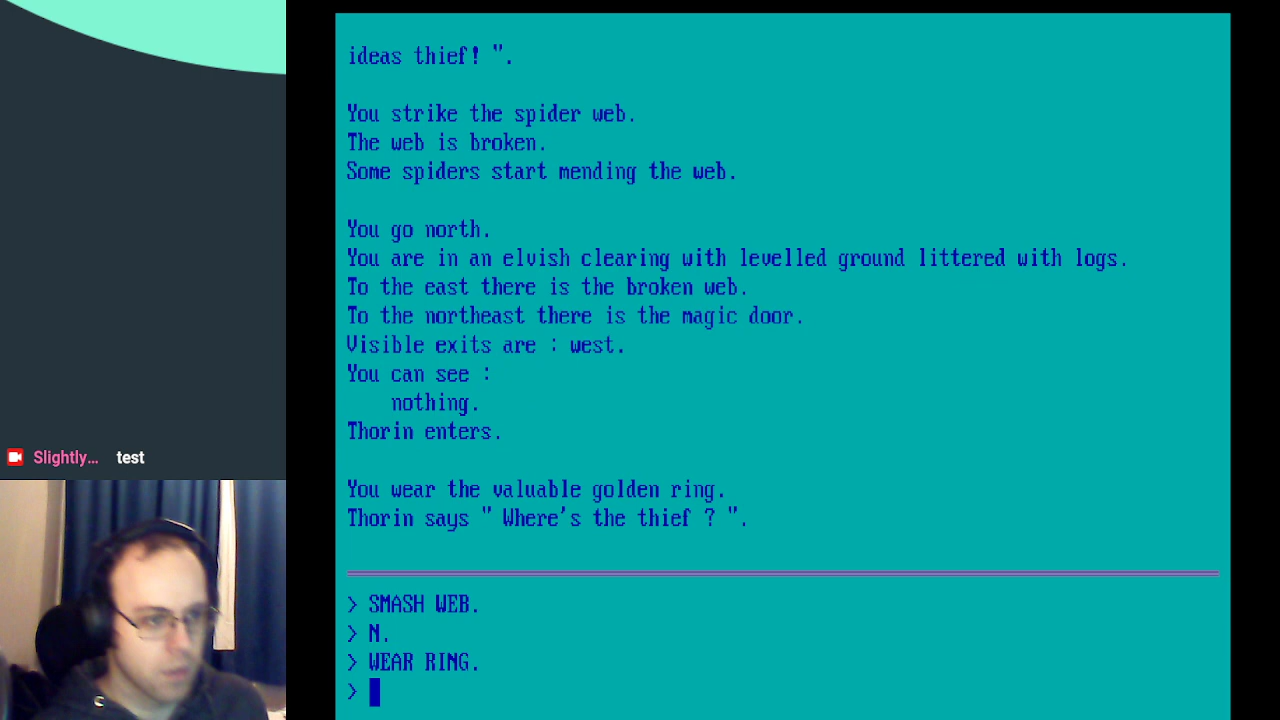 ideas thief! ".
You strike the spider web.
The web is broken.
Some spiders start mending the web.
You go north.
You are in an elvish clearing with levelled ground littered with logs.
To the east there is the broken web.
To the northeast there is the magic door.
Visible exits are : west.
You can see :
nothing.
Thorin enters.
Slightly... test
You wear the valuable golden ring.
Thorin says " Where's the thief ? ".
> SMASH WEB.
> N.
> WEAR RING.
>